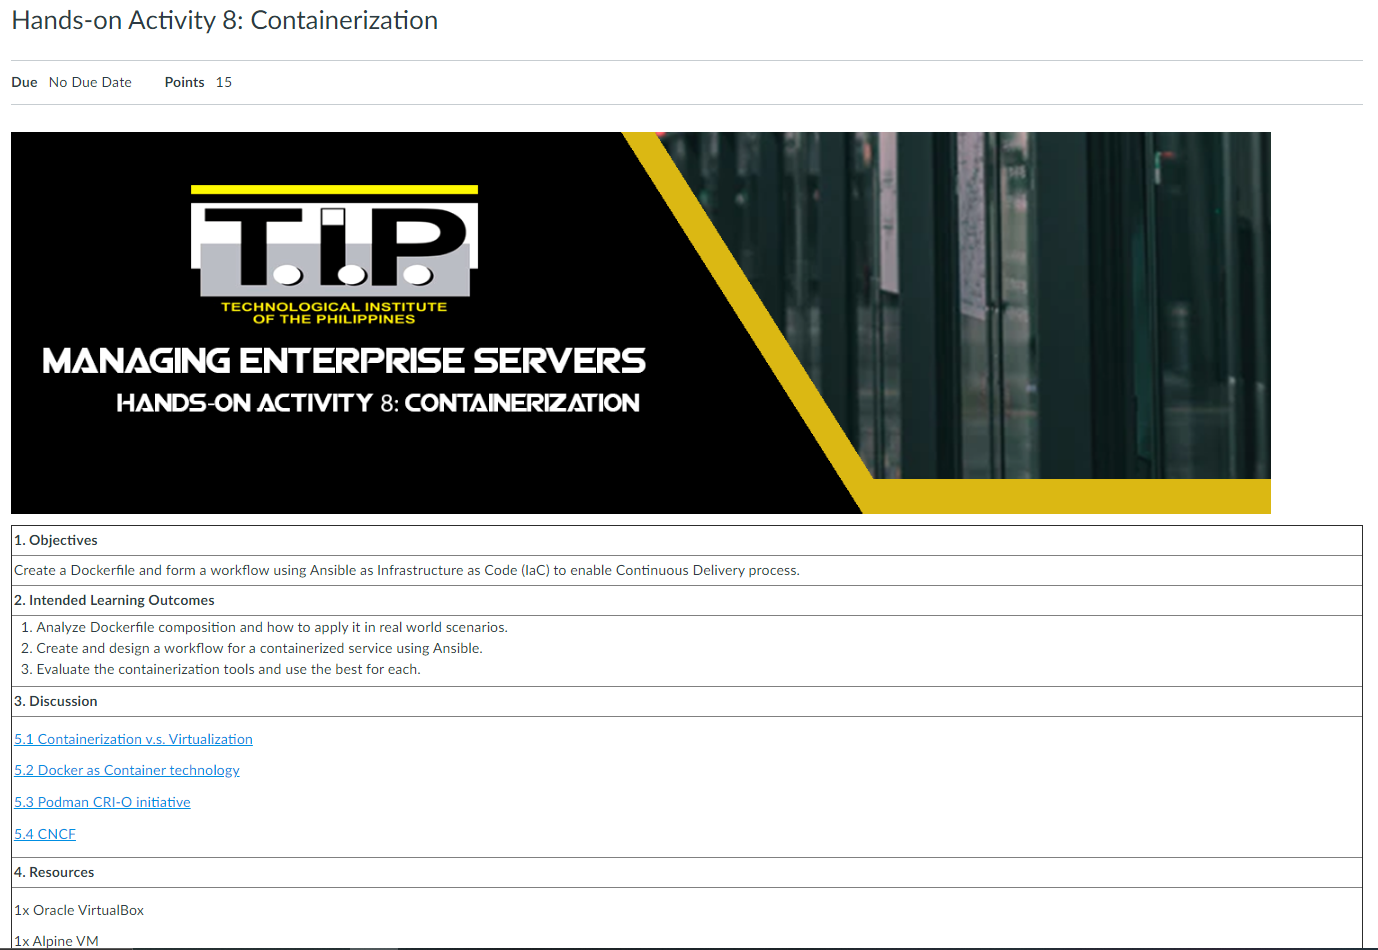 Hands-on Activity 8: Containerization
Due No Due Date Points 15
T.I.P.
TECHNOLOGICAL INSTITUTE
OF THE PHILIPPINES
MANAGING ENTERPRISE SERVERS
HANDS-ON ACTIVITY 8: CONTAINERIZATION
1. Objectives
Create a Dockerfile and form a workflow using Ansible as Infrastructure as Code (IaC) to enable Continuous Delivery process.
2. Intended Learning Outcomes
1. Analyze Dockerfile composition and how to apply it in real world scenarios.
2. Create and design a workflow for a containerized service using Ansible.
3. Evaluate the containerization tools and use the best for each.
3. Discussion
5.1 Containerization v.s. Virtualization
5.2 Docker as Container technology
5.3 Podman CRI-O initiative
5.4 CNCF
4. Resources
1x Oracle VirtualBox
1x Alpine VM